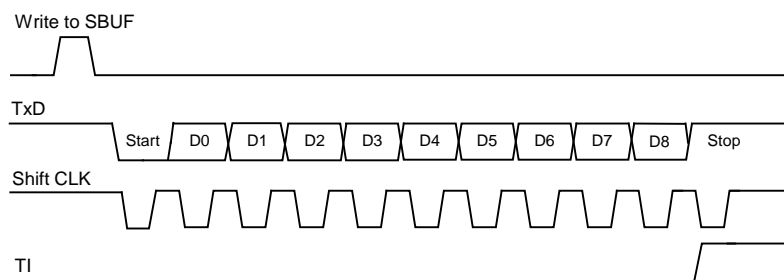 Write to SBUF
TxD
Start D0 D1 D2 D3 D4 D5 D6 D7 D8 Stop
Shift CLK
TI